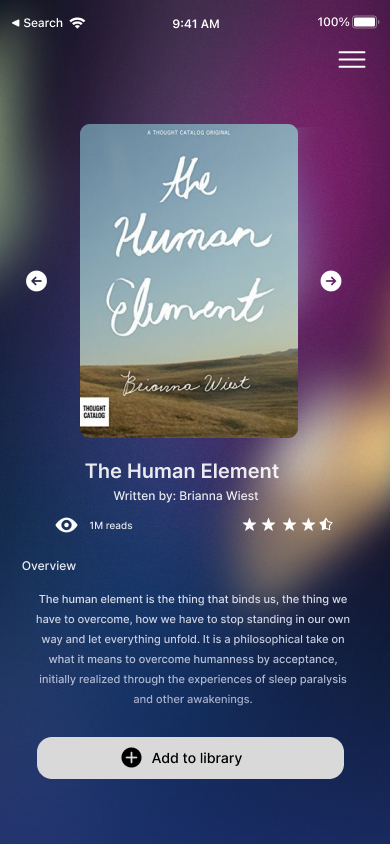 Search
9:41 AM
100%
A THOUGHT CATALOG ORIGINAL
the
Human
Element
Brianna Wiest
THOUGHT
CATALOG
The Human Element
Written by: Brianna Wiest
1M reads
Overview
The human element is the thing that binds us, the thing we
have to overcome, how we have to stop standing in our own
way and let everything unfold. It is a philosophical take on
what it means to overcome humanness by acceptance,
initially realized through the experiences of sleep paralysis
and other awakenings.
Add to library